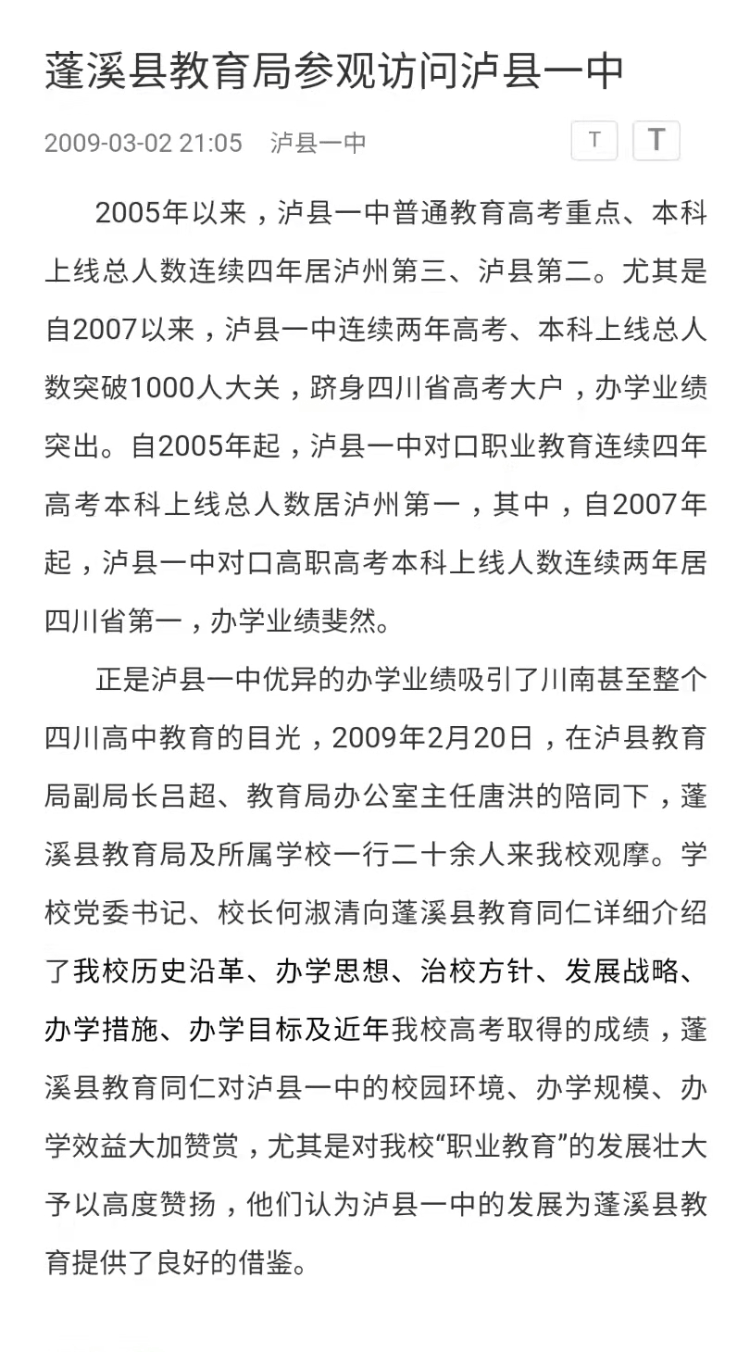 蓬溪县教育局参观访问泸县一中
2009-03-02 21:05 泸县一中 T T
2005年以来，泸县一中普通教育高考重点、本科
上线总人数连续四年居泸州第三、泸县第二。尤其是
自2007以来，泸县一中连续两年高考、本科上线总人
数突破1000人大关，跻身四川省高考大户，办学业绩
突出。自2005年起，泸县一中对口职业教育连续四年
高考本科上线总人数居泸州第一，其中，自2007年
起，泸县一中对口高职高考本科上线人数连续两年居
四川省第一，办学业绩斐然。
正是泸县一中优异的办学业绩吸引了川南甚至整个
四川高中教育的目光，2009年2月20日，在泸县教育
局副局长吕超、教育局办公室主任唐洪的陪同下，蓬
溪县教育局及所属学校一行二十余人来我校观摩。学
校党委书记、校长何淑清向蓬溪县教育同仁详细介绍
了我校历史沿革、办学思想、治校方针、发展战略、
办学措施、办学目标及近年我校高考取得的成绩，蓬
溪县教育同仁对泸县一中的校园环境、办学规模、办
学效益大加赞赏，尤其是对我校“职业教育”的发展壮大
予以高度赞扬，他们认为泸县一中的发展为蓬溪县教
育提供了良好的借鉴。